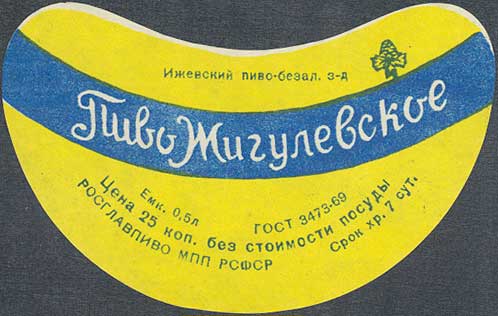 Ижевский пиво-безал. з-д
Пиво Жигулевское
Емк. 0,5л
ГОСТ 3473-69
Цена 25 коп. без стоимости посуды
Срок хр. 7 сут.
РОСГЛАВПИВО МПП РСФСР